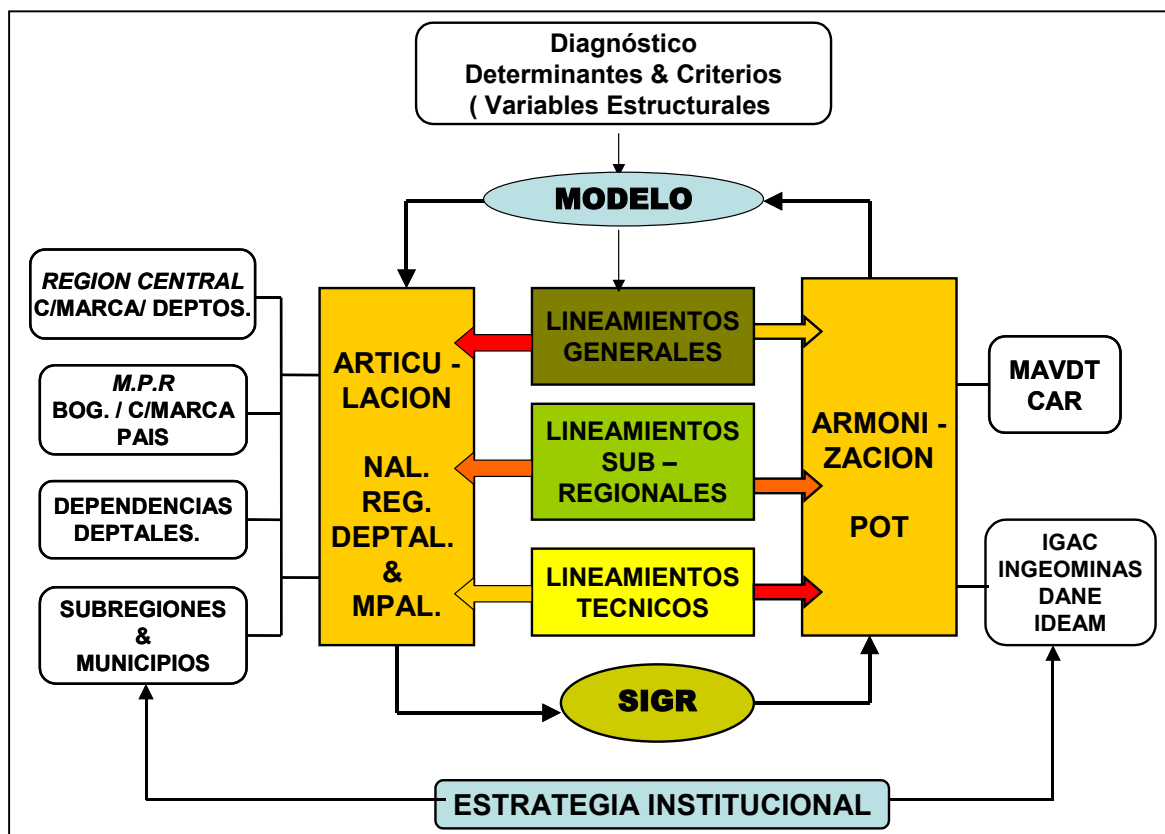 Diagnóstico
Determinantes & Criterios
( Variables Estructurales
MODELO
REGION CENTRAL
C/MARCA/ DEPTOS.
M.P.R
BOG. / C/MARCA
PAIS
DEPENDENCIAS
DEPTALES.
SUBREGIONES
&
MUNICIPIOS
ARTICU -
LACION
NAL.
REG.
DEPTAL.
&
MPAL.
LINEAMIENTOS
GENERALES
LINEAMIENTOS
SUB –
REGIONALES
LINEAMIENTOS
TECNICOS
ARMONI -
ZACION
POT
MAVDT
CAR
IGAC
INGEOMINAS
DANE
IDEAM
SIGR
ESTRATEGIA INSTITUCIONAL